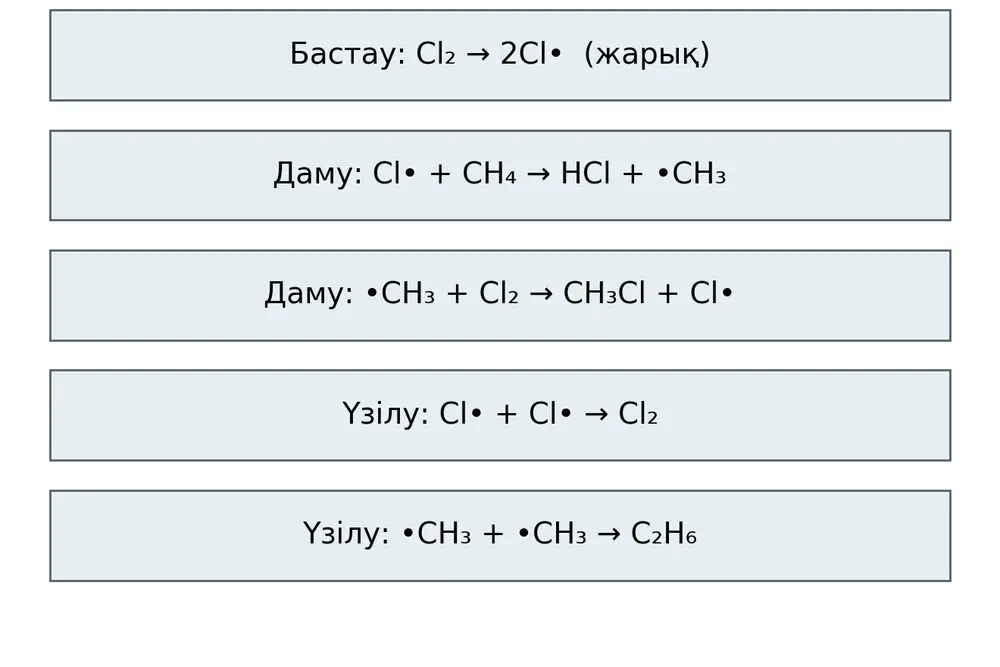 Бастау: Cl₂ → 2Cl• (жарық)
Даму: Cl• + CH₄ → HCl + •CH₃
Даму: •CH₃ + Cl₂ → CH₃Cl + Cl•
Үзілу: Cl• + Cl• → Cl₂
Үзілу: •CH₃ + •CH₃ → C₂H₆